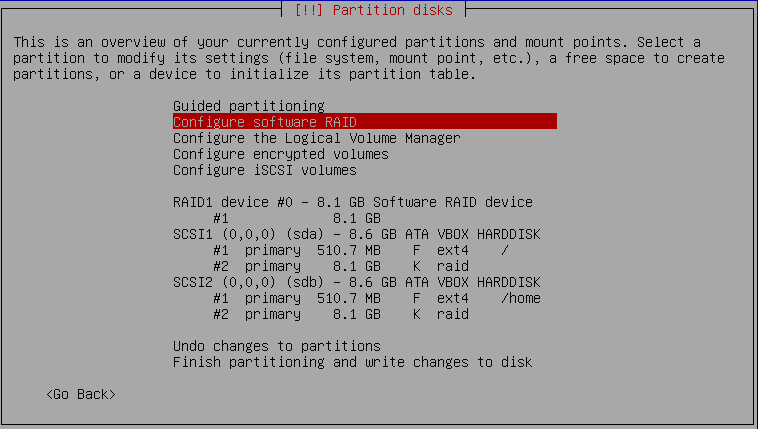 [!!] Partition disks
This is an overview of your currently configured partitions and mount points. Select a
partition to modify its settings (file system, mount point, etc.), a free space to create
partitions, or a device to initialize its partition table.
Guided partitioning
Configure software RAID
Configure the Logical Volume Manager
Configure encrypted volumes
Configure iSCSI volumes
RAID1 device #0 - 8.1 GB Software RAID device
#1 8.1 GB
SCSI1 (0,0,0) (sda) - 8.6 GB ATA VBOX HARDDISK
#1 primary 510.7 MB F ext4 /
#2 primary 8.1 GB K raid
SCSI2 (0,0,0) (sdb) - 8.6 GB ATA VBOX HARDDISK
#1 primary 510.7 MB F ext4 /home
#2 primary 8.1 GB K raid
Undo changes to partitions
Finish partitioning and write changes to disk
<Go Back>